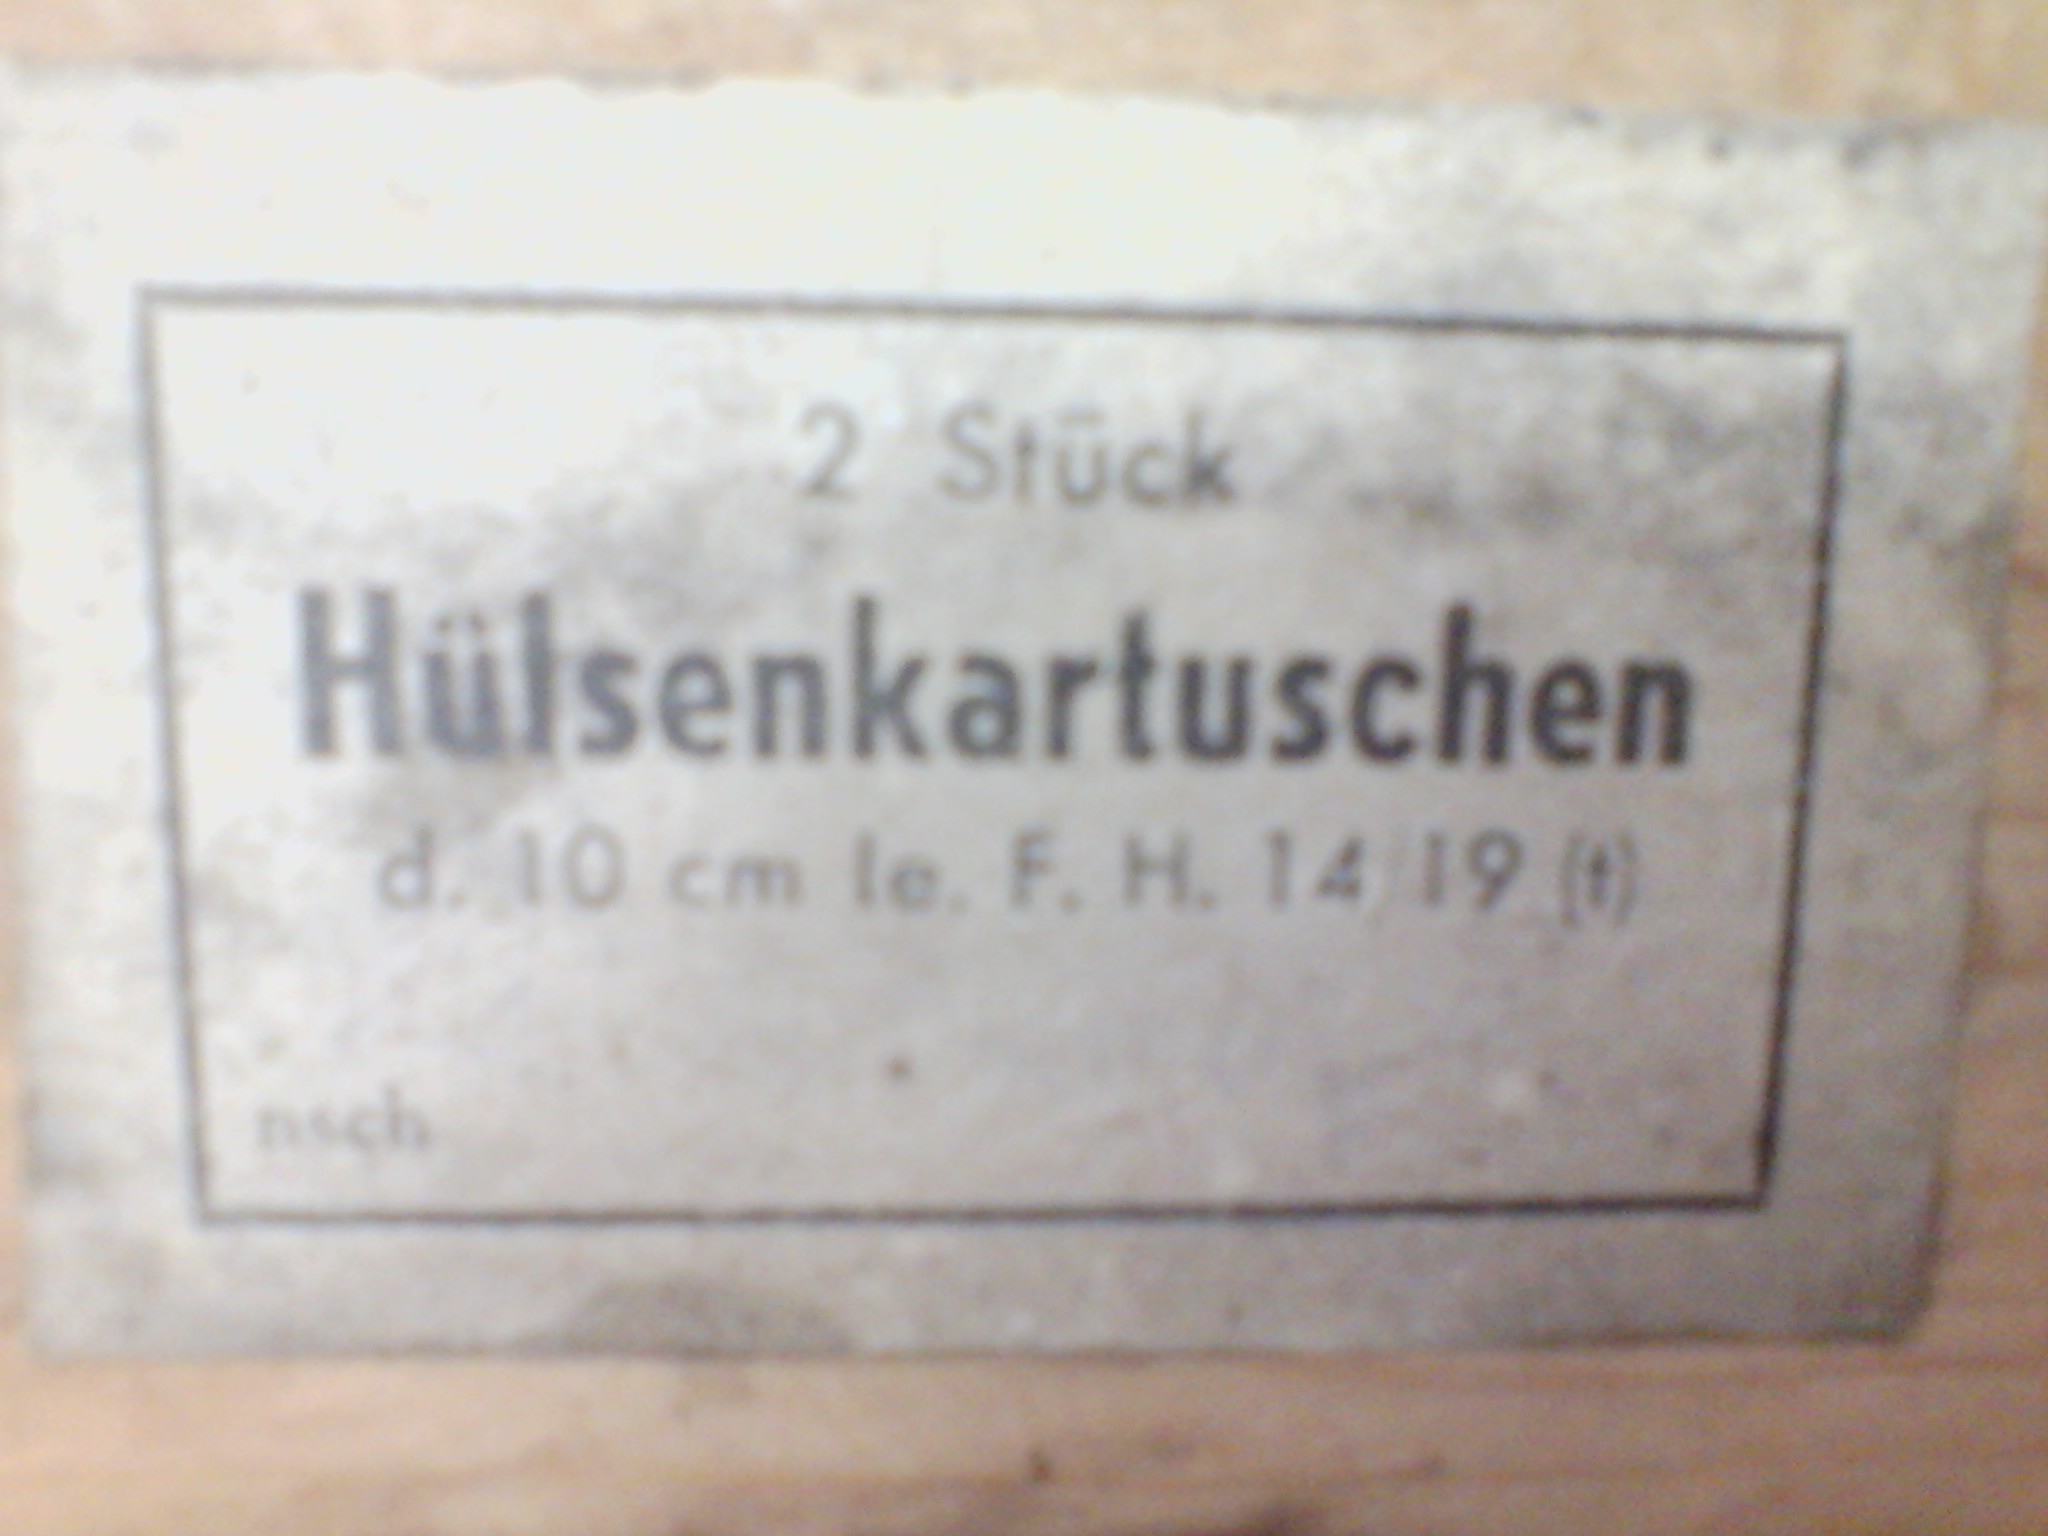 2 Stück
Hülsenkartuschen
d. 10 cm le. F. H. 14/19 (t)
nsch